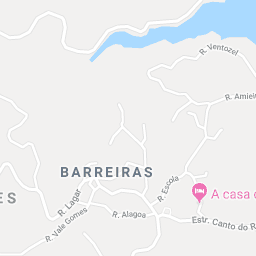 R. Ventozel
R. Amiei
BARREIRAS
R. Escola
A casa
ES
R. Lagar
R. Vale Gomes
R. Alagoa
Estr. Canto do R